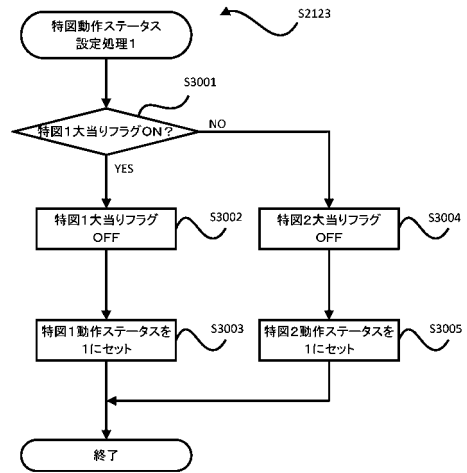 特図動作ステータス
設定処理1
S2123
S3001
特図1大当りフラグON?
NO
YES
特図1大当りフラグ
OFF
S3002
特図2大当りフラグ
OFF
S3004
特図1動作ステータスを
1にセット
S3003
特図2動作ステータスを
1にセット
S3005
終了